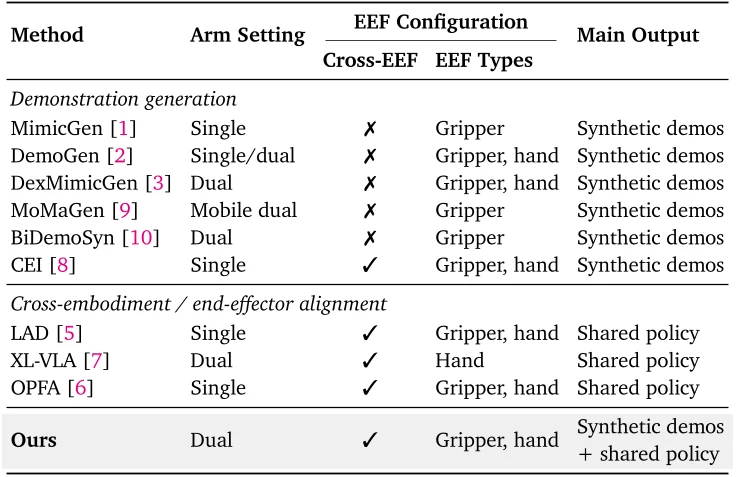 Method Arm Setting EEF Configuration Main Output
Cross-EEF EEF Types
Demonstration generation
MimicGen [1] Single ✗ Gripper Synthetic demos
DemoGen [2] Single/dual ✗ Gripper, hand Synthetic demos
DexMimicGen [3] Dual ✗ Gripper, hand Synthetic demos
MoMaGen [9] Mobile dual ✗ Gripper Synthetic demos
BiDemoSyn [10] Dual ✗ Gripper Synthetic demos
CEI [8] Single ✓ Gripper, hand Synthetic demos
Cross-embodiment / end-effector alignment
LAD [5] Single ✓ Gripper, hand Shared policy
XL-VLA [7] Dual ✓ Hand Shared policy
OPFA [6] Single ✓ Gripper, hand Shared policy
Ours Dual ✓ Gripper, hand Synthetic demos
+ shared policy